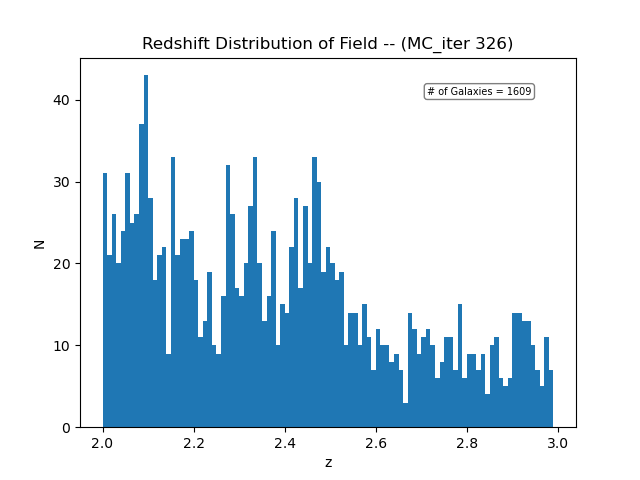 Redshift Distribution of Field -- (MC_iter 326)
# of Galaxies = 1609
40
30
20
10
0
N
2.0 2.2 2.4 2.6 2.8 3.0
z